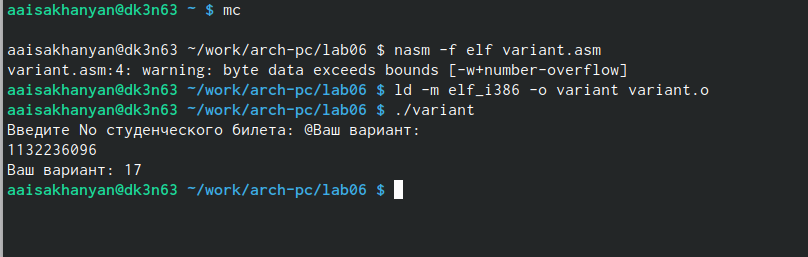 aaisakhanyan@dk3n63 ~ $ mc
aaisakhanyan@dk3n63 ~/work/arch-pc/lab06 $ nasm -f elf variant.asm
variant.asm:4: warning: byte data exceeds bounds [-w+number-overflow]
aaisakhanyan@dk3n63 ~/work/arch-pc/lab06 $ ld -m elf_i386 -o variant variant.o
aaisakhanyan@dk3n63 ~/work/arch-pc/lab06 $ ./variant
Введите No студенческого билета: @Ваш вариант:
1132236096
Ваш вариант: 17
aaisakhanyan@dk3n63 ~/work/arch-pc/lab06 $